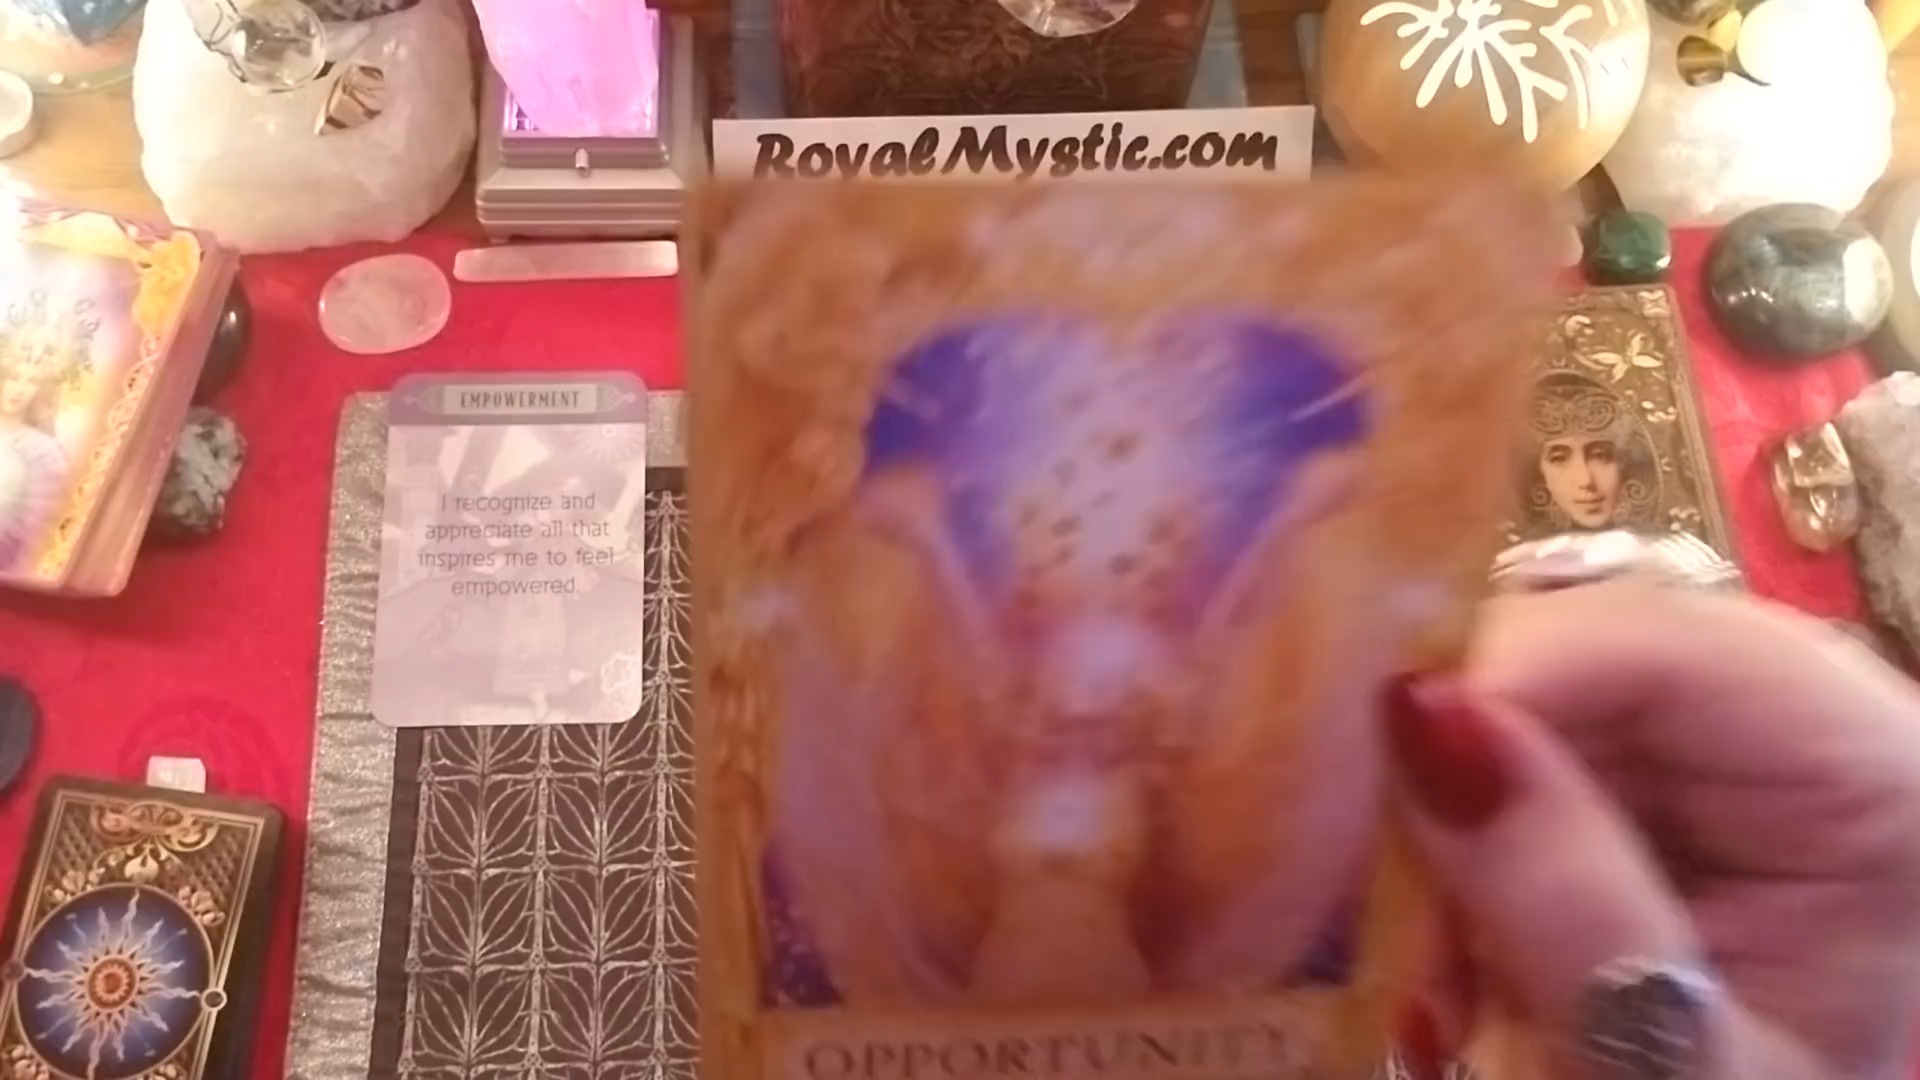 RoyalMystic.com
EMPOWERMENT
I recognize and
appreciate all that
inspires me to feel
empowered.
OPPORTUNITY